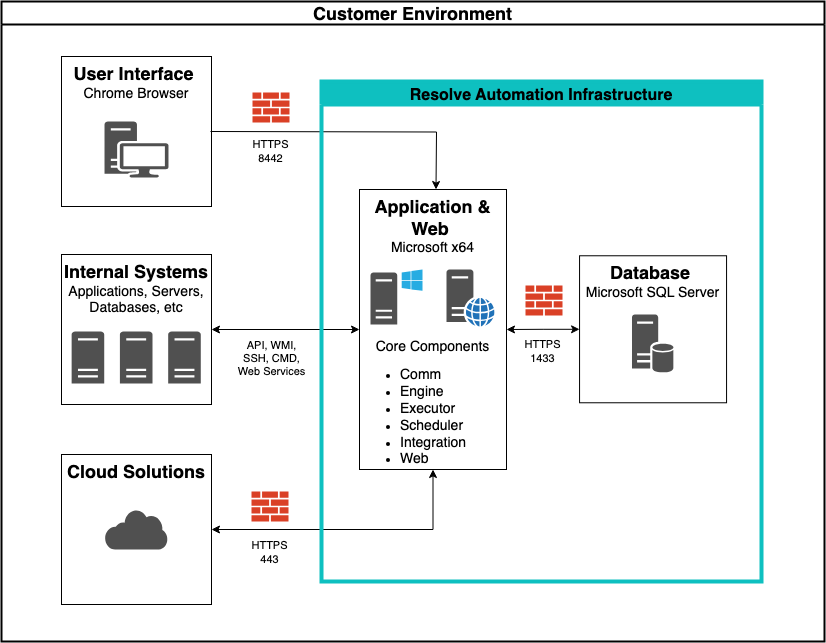 Customer Environment
User Interface
Chrome Browser
HTTPS
8442
Resolve Automation Infrastructure
Application &
Web
Microsoft x64
Core Components
Comm
Engine
Executor
Scheduler
Integration
Web
Internal Systems
Applications, Servers,
Databases, etc
API, WMI,
SSH, CMD,
Web Services
HTTPS
1433
Database
Microsoft SQL Server
Cloud Solutions
HTTPS
443